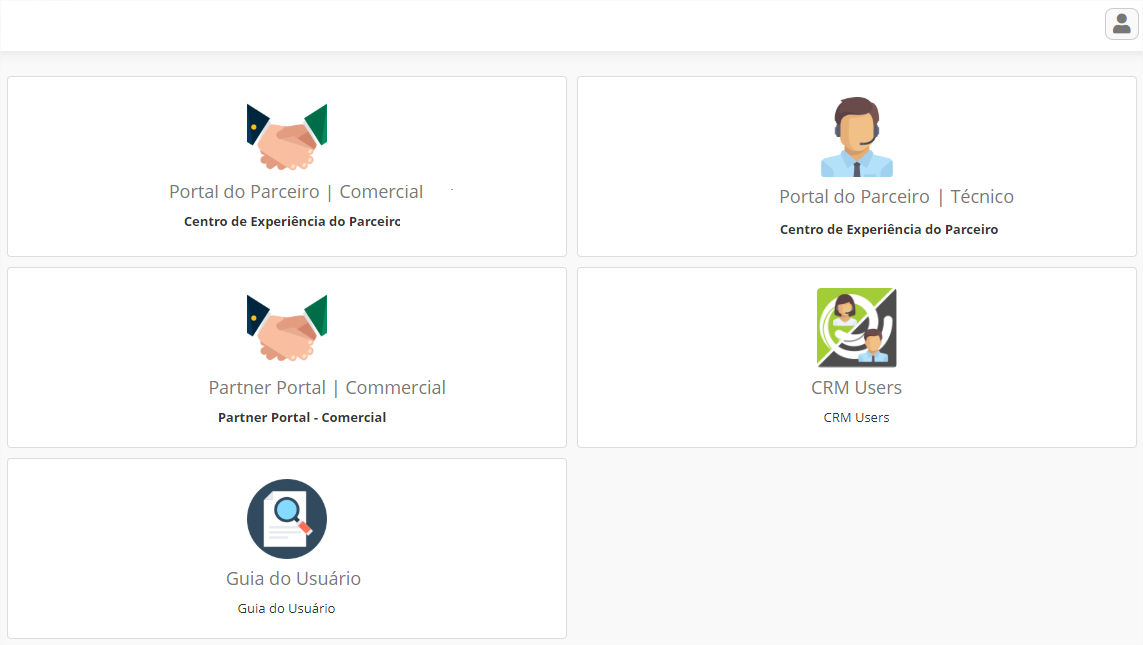 Portal do Parceiro | Comercial
Centro de Experiência do Parceiro
Portal do Parceiro | Técnico
Centro de Experiência do Parceiro
Partner Portal | Commercial
Partner Portal - Comercial
CRM Users
CRM Users
Guia do Usuário
Guia do Usuário